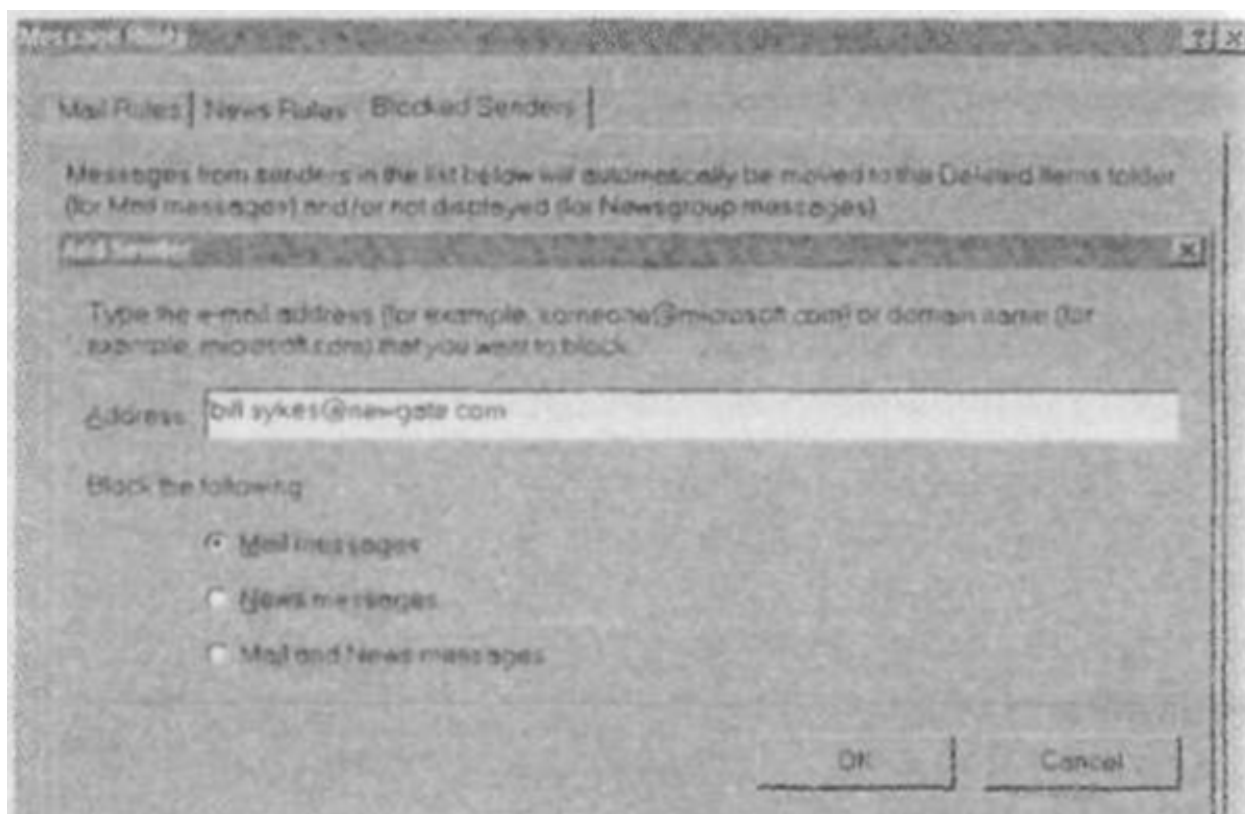 Message Rules
Mail Rules News Rules Blocked Senders
Messages from senders in the list below will automatically be moved to the Deleted Items folder
(for Mail messages) and/or not displayed (for Newsgroup messages)
Add Sender
Type the e-mail address (for example, someone@microsoft.com) or domain name (for
example, microsoft.com) that you want to block.
Address: bill.sykes@newgate.com
Block the following:
Mail messages
News messages
Mail and News messages
OK Cancel